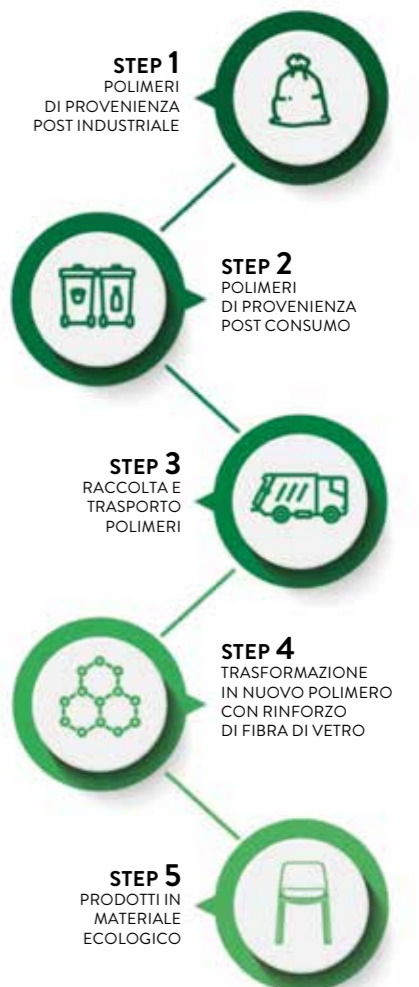 STEP 1
POLIMERI
DI PROVENIENZA
POST INDUSTRIALE
STEP 2
POLIMERI
DI PROVENIENZA
POST CONSUMO
STEP 3
RACCOLTA E
TRASPORTO
POLIMERI
STEP 4
TRASFORMAZIONE
IN NUOVO POLIMERO
CON RINFORZO
DI FIBRA DI VETRO
STEP 5
PRODOTTI IN
MATERIALE
ECOLOGICO